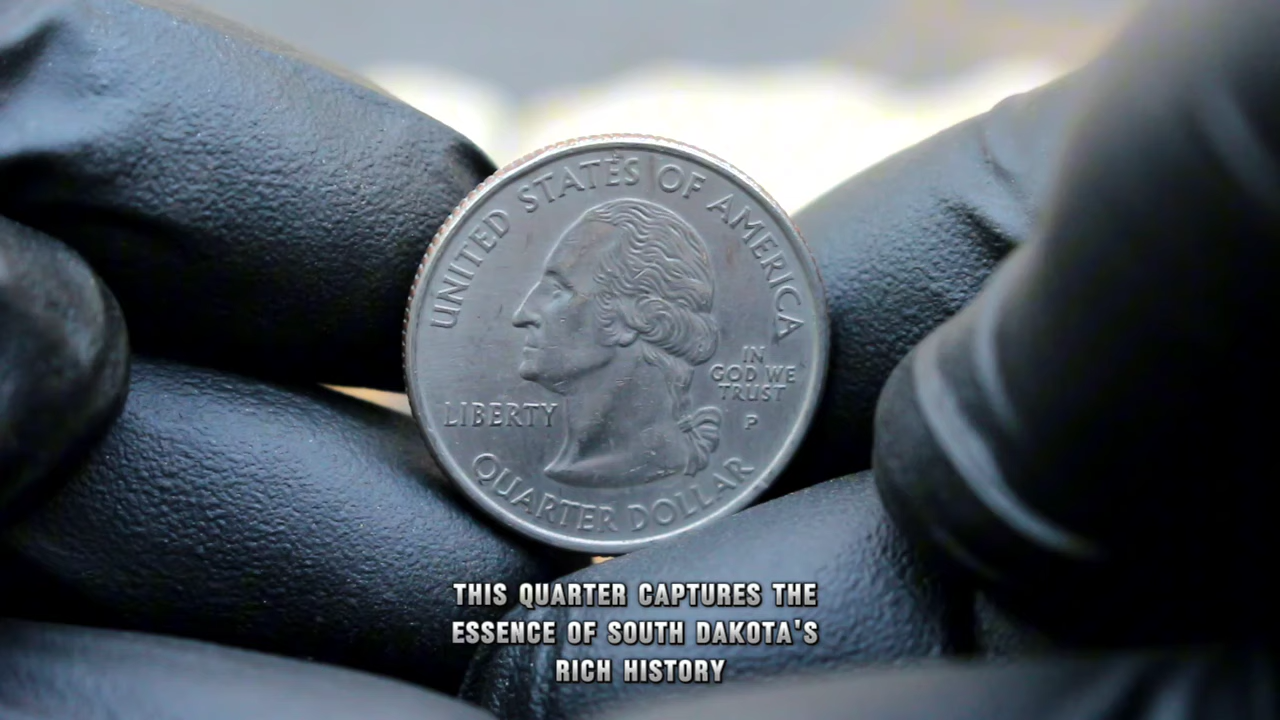 UNITED STATES OF AMERICA
IN
GOD WE
TRUST
LIBERTY
P
QUARTER DOLLAR
THIS QUARTER CAPTURES THE
ESSENCE OF SOUTH DAKOTA'S
RICH HISTORY